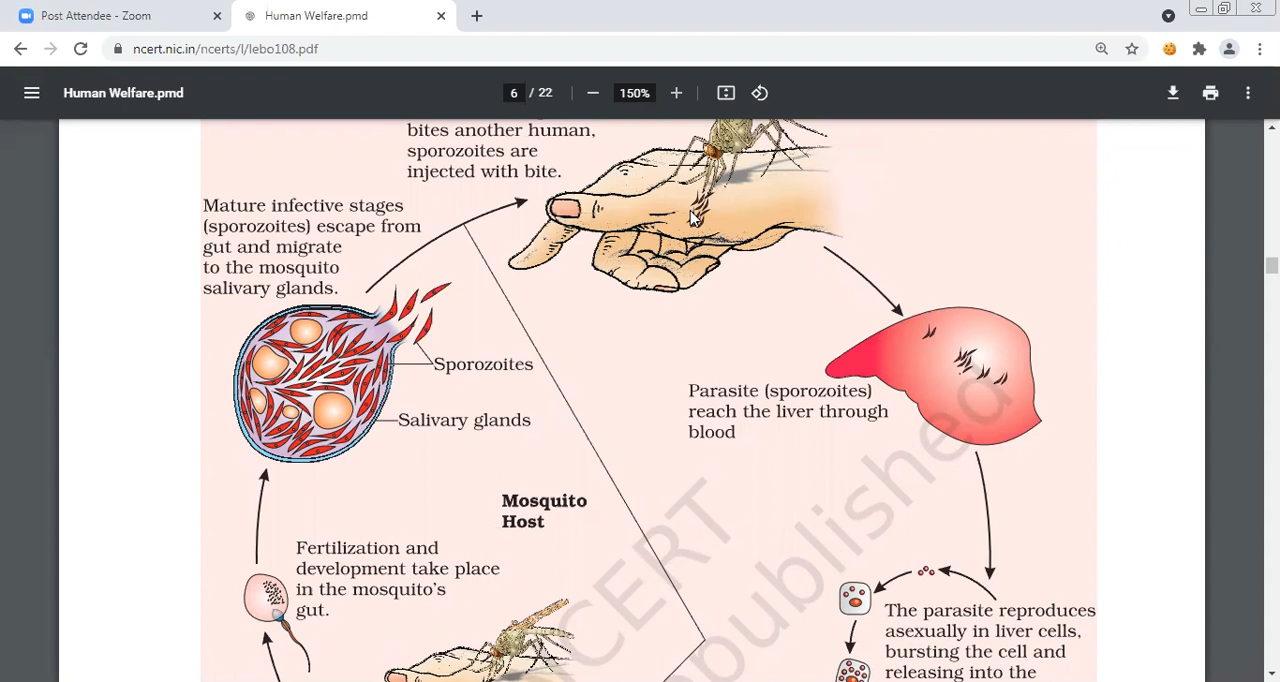 Post Attendee - Zoom
Human Welfare.pmd
ncert.nic.in/ncerts/l/lebo108.pdf
Human Welfare.pmd
6 / 22
150%
bites another human,
sporozoites are
injected with bite.
Mature infective stages
(sporozoites) escape from
gut and migrate
to the mosquito
salivary glands.
Sporozoites
Salivary glands
Parasite (sporozoites)
reach the liver through
blood
Mosquito
Host
Fertilization and
development take place
in the mosquito's
gut.
The parasite reproduces
asexually in liver cells,
bursting the cell and
releasing into the
NCERT
published